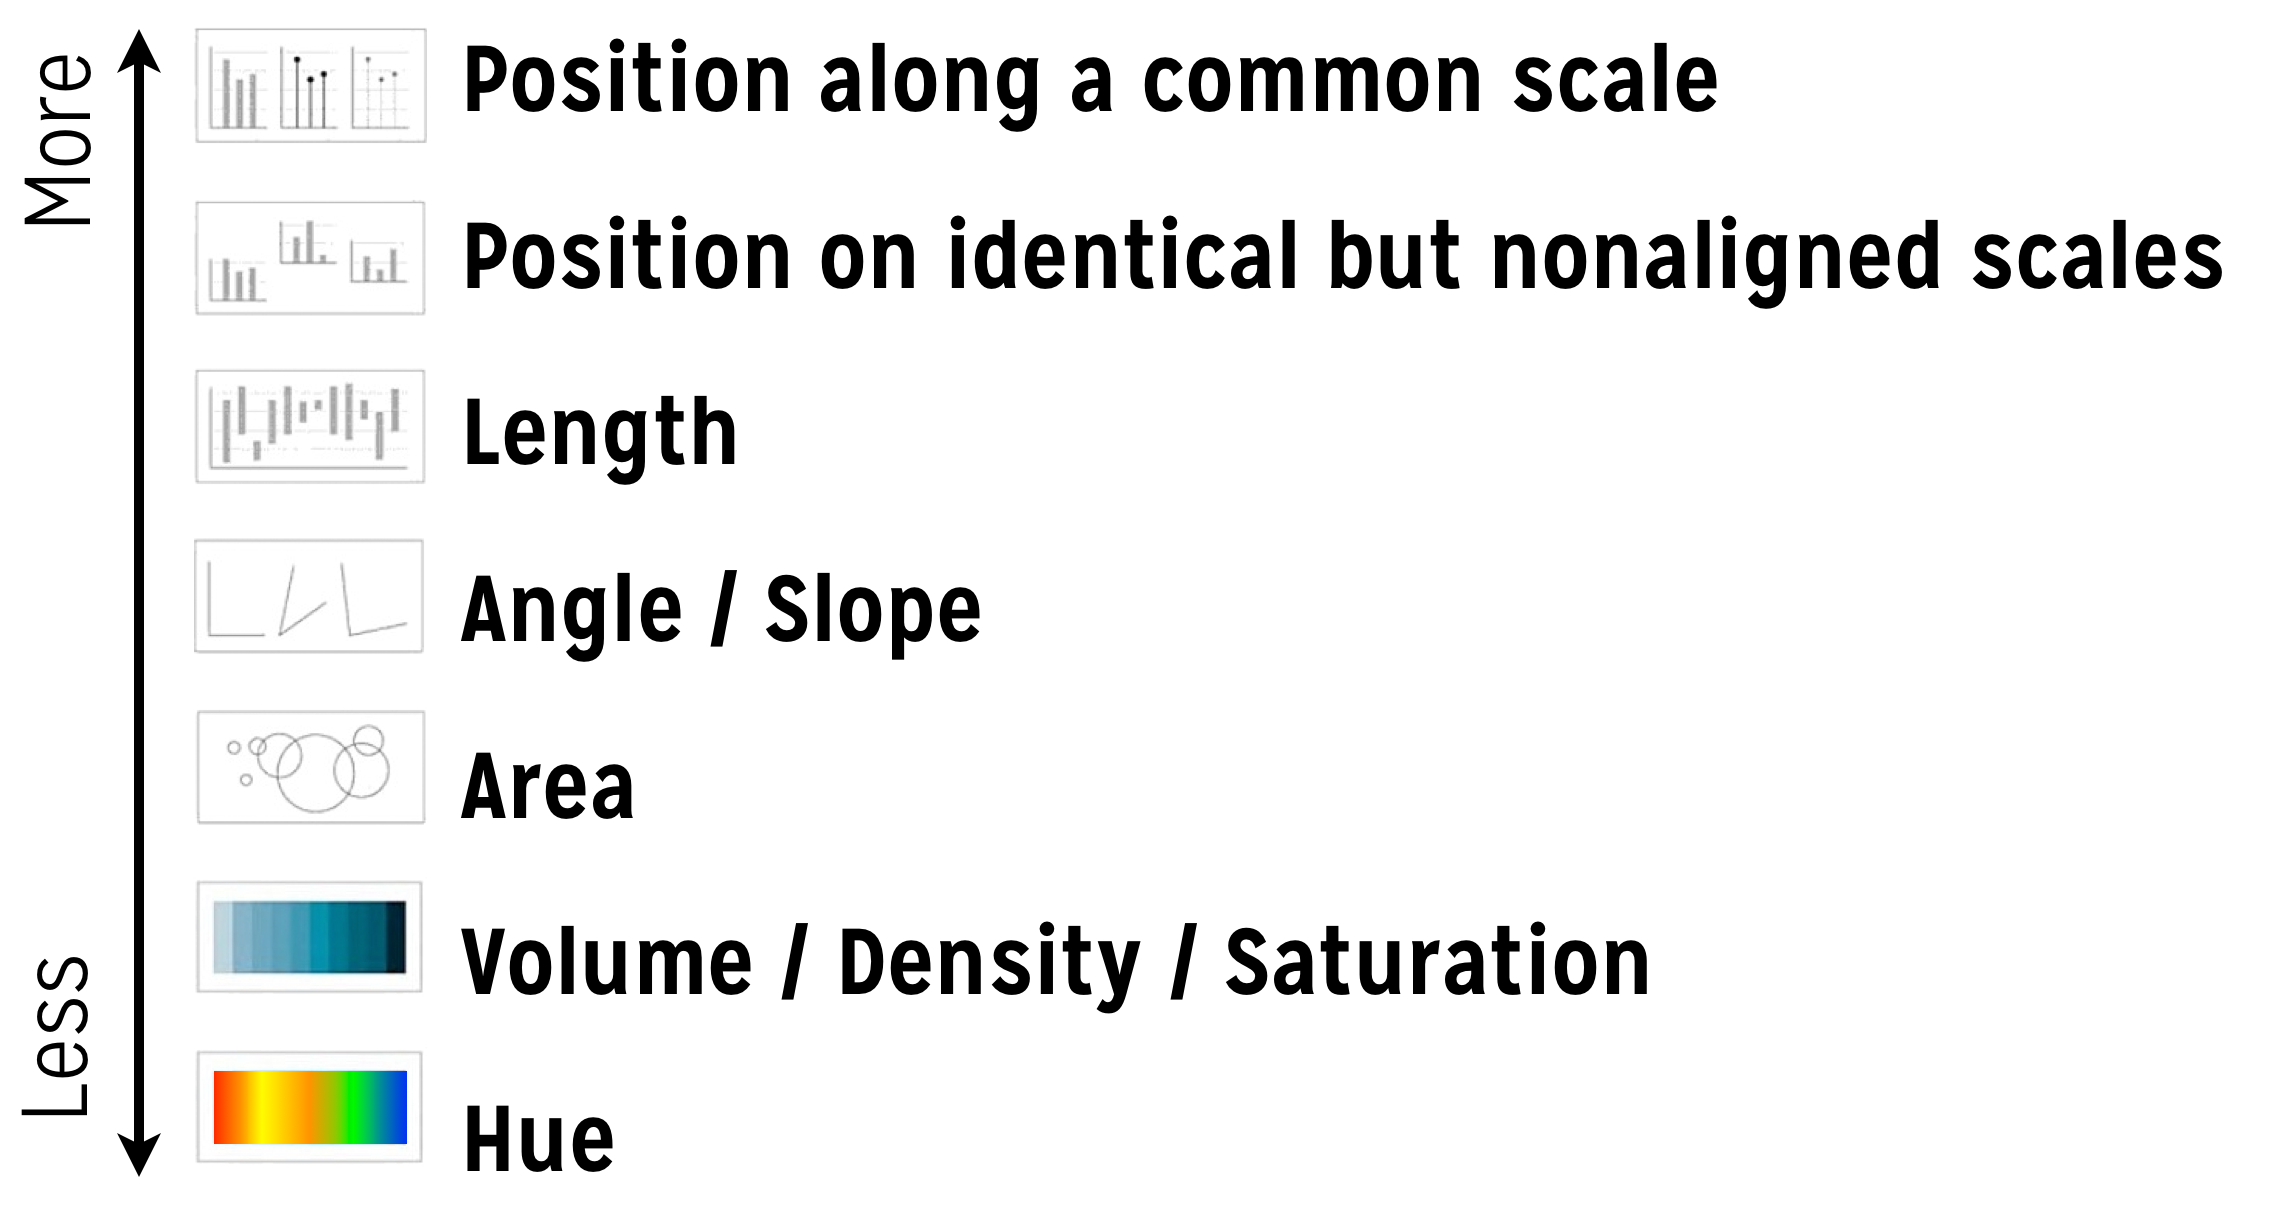 More
Position along a common scale
Position on identical but nonaligned scales
Length
Angle / Slope
Area
Volume / Density / Saturation
Less
Hue